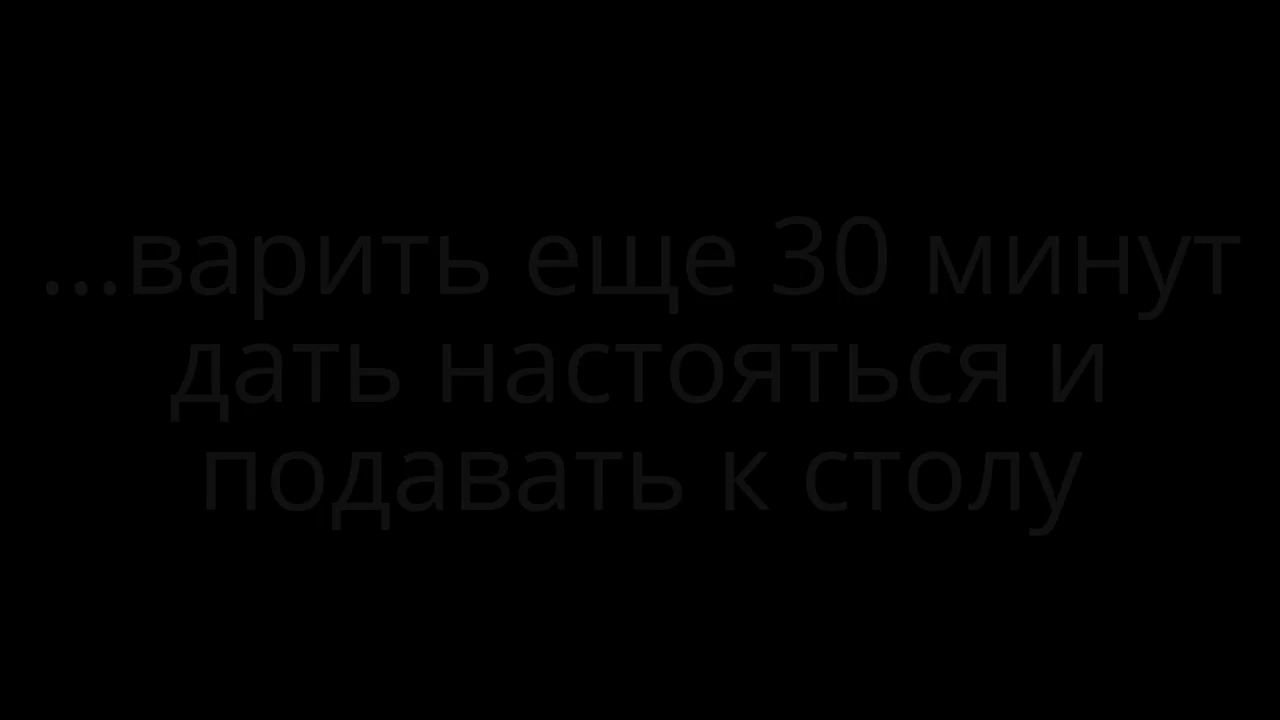 ...варить еще 30 минут
дать настояться и
подавать к столу